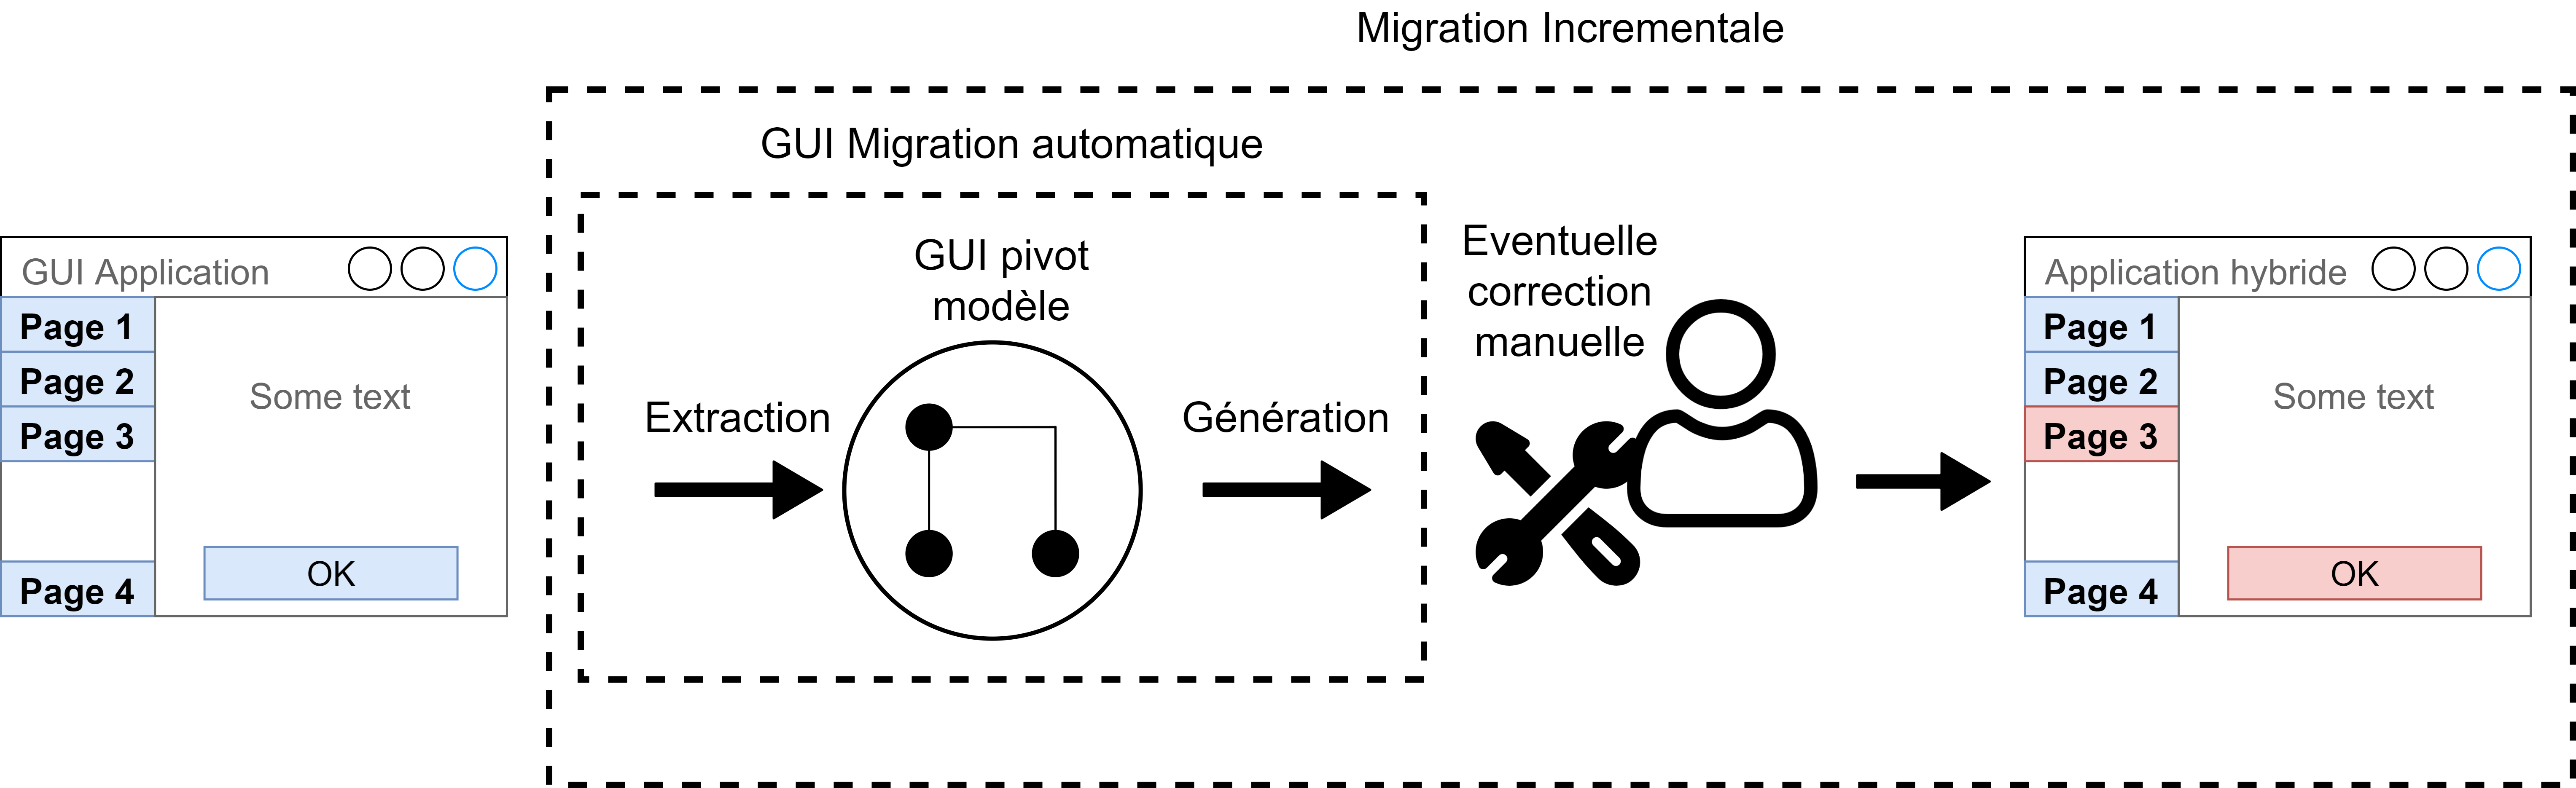 Migration Incrementale
GUI Migration automatique
GUI Application
Page 1
Page 2
Page 3
Page 4
Some text
OK
Extraction
GUI pivot
modèle
Génération
Eventuelle
correction
manuelle
Application hybride
Page 1
Page 2
Page 3
Page 4
Some text
OK